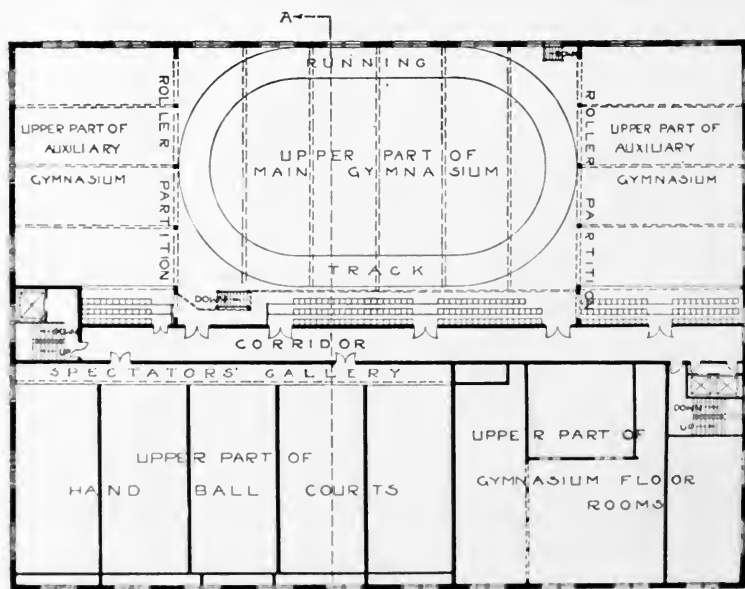 A
DOWN
RUNNING
ROLLER PARTITION
ROLLER PARTITION
UPPER PART OF
AUXILIARY
GYMNASIUM
UPPER PART OF
MAIN GYMNASIUM
UPPER PART OF
AUXILIARY
GYMNASIUM
TRACK
DOWN
DOWN
UP
CORRIDOR
SPECTATORS' GALLERY
DOWN
UP
UPPER PART OF
HAND BALL COURTS
UPPER PART OF
GYMNASIUM FLOOR
ROOMS